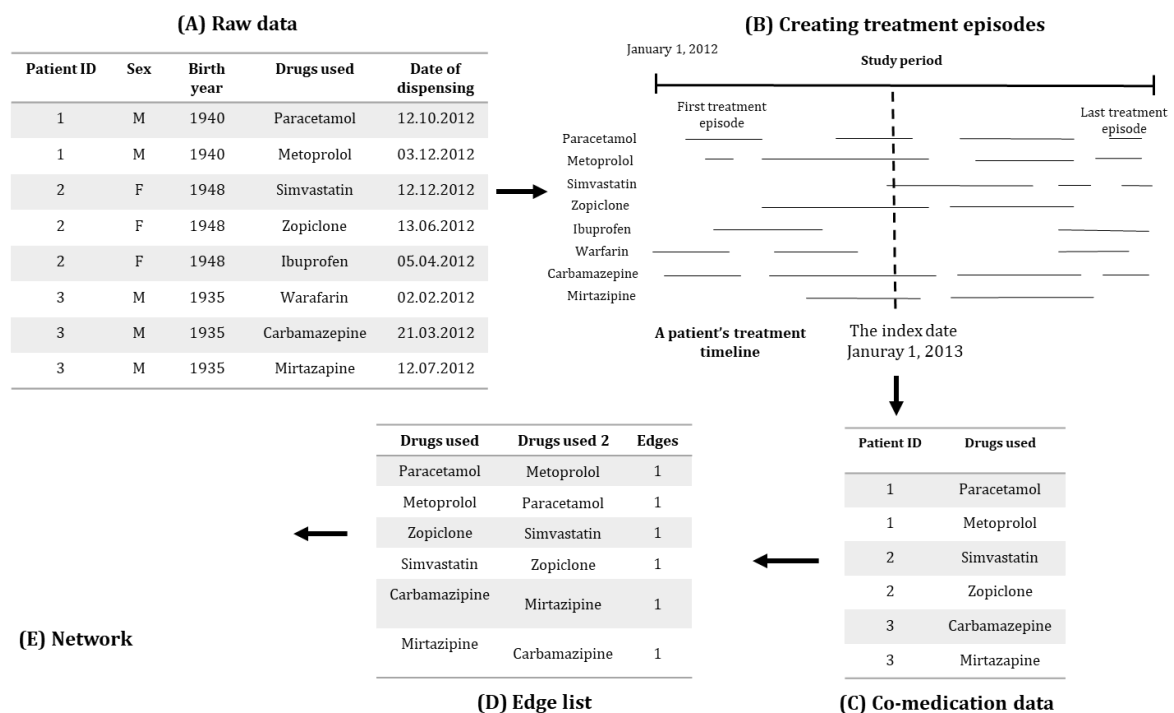 (A) Raw data
Patient ID Sex Birth year Drugs used Date of dispensing
1 M 1940 Paracetamol 12.10.2012
1 M 1940 Metoprolol 03.12.2012
2 F 1948 Simvastatin 12.12.2012
2 F 1948 Zopiclone 13.06.2012
2 F 1948 Ibuprofen 05.04.2012
3 M 1935 Warafarin 02.02.2012
3 M 1935 Carbamazepine 21.03.2012
3 M 1935 Mirtazapine 12.07.2012
(B) Creating treatment episodes
January 1, 2012
Study period
First treatment
episode
Last treatment
episode
Paracetamol
Metoprolol
Simvastatin
Zopiclone
Ibuprofen
Warfarin
Carbamazepine
Mirtazipine
A patient's treatment
timeline
The index date
Januray 1, 2013
Patient ID Drugs used
1 Paracetamol
1 Metoprolol
2 Simvastatin
2 Zopiclone
3 Carbamazepine
3 Mirtazapine
(C) Co-medication data
Drugs used Drugs used 2 Edges
Paracetamol Metoprolol 1
Metoprolol Paracetamol 1
Zopiclone Simvastatin 1
Simvastatin Zopiclone 1
Carbamazipine Mirtazipine 1
Mirtazipine Carbamazipine 1
(D) Edge list
(E) Network